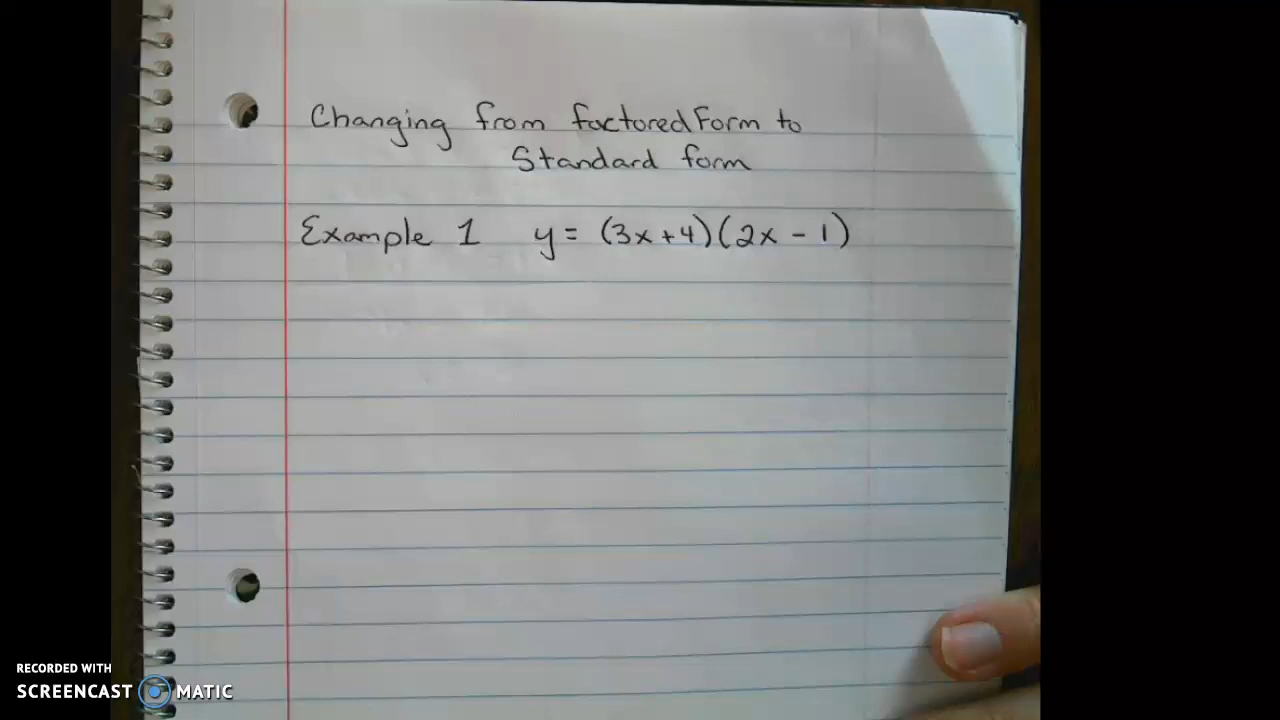 Changing from factored Form to
Standard form
Example 1 y = (3x+4)(2x - 1)
RECORDED WITH
SCREENCAST MATIC